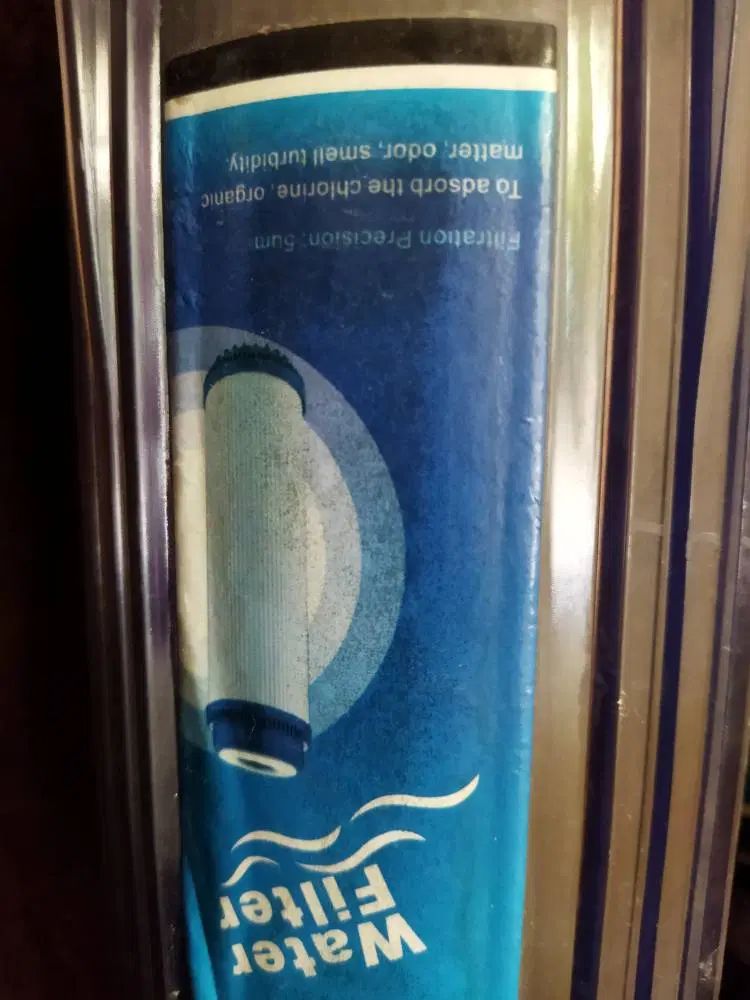 Water
Filter
Filtration Precision: 5um
To adsorb the chlorine, organic
matter, odor, smell turbidity.